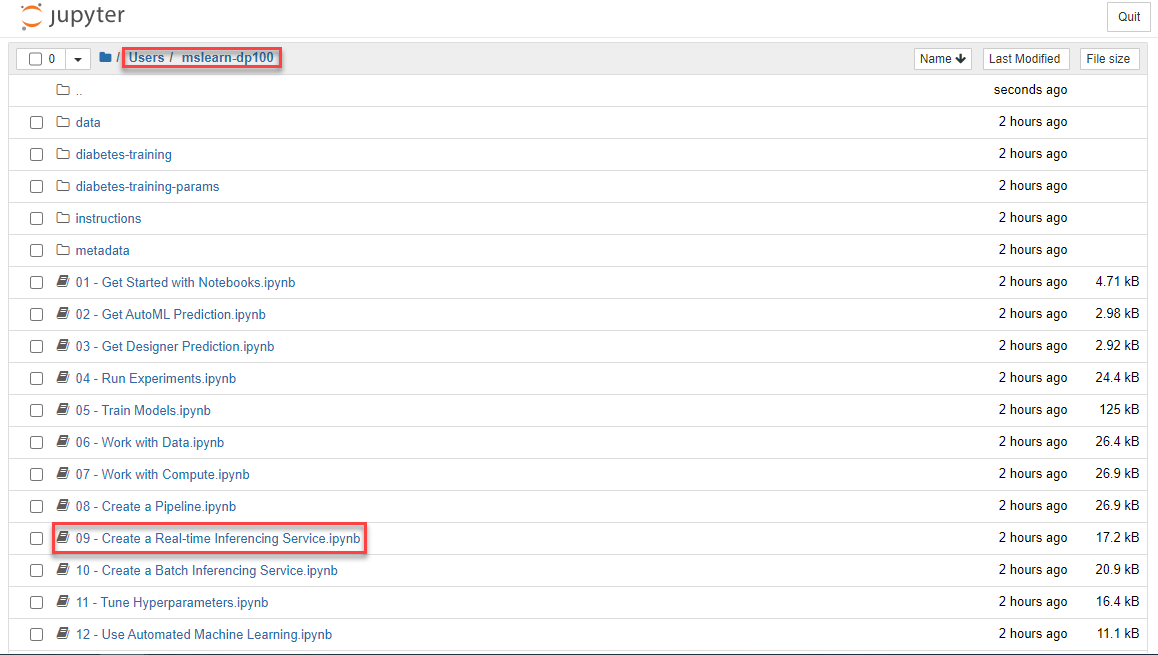 jupyter
Quit
0 / Users / mslearn-dp100 Name Last Modified File size
.. seconds ago
data 2 hours ago
diabetes-training 2 hours ago
diabetes-training-params 2 hours ago
instructions 2 hours ago
metadata 2 hours ago
01 - Get Started with Notebooks.ipynb 2 hours ago 4.71 kB
02 - Get AutoML Prediction.ipynb 2 hours ago 2.98 kB
03 - Get Designer Prediction.ipynb 2 hours ago 2.92 kB
04 - Run Experiments.ipynb 2 hours ago 24.4 kB
05 - Train Models.ipynb 2 hours ago 125 kB
06 - Work with Data.ipynb 2 hours ago 26.4 kB
07 - Work with Compute.ipynb 2 hours ago 26.9 kB
08 - Create a Pipeline.ipynb 2 hours ago 26.9 kB
09 - Create a Real-time Inferencing Service.ipynb 2 hours ago 17.2 kB
10 - Create a Batch Inferencing Service.ipynb 2 hours ago 20.9 kB
11 - Tune Hyperparameters.ipynb 2 hours ago 16.4 kB
12 - Use Automated Machine Learning.ipynb 2 hours ago 11.1 kB